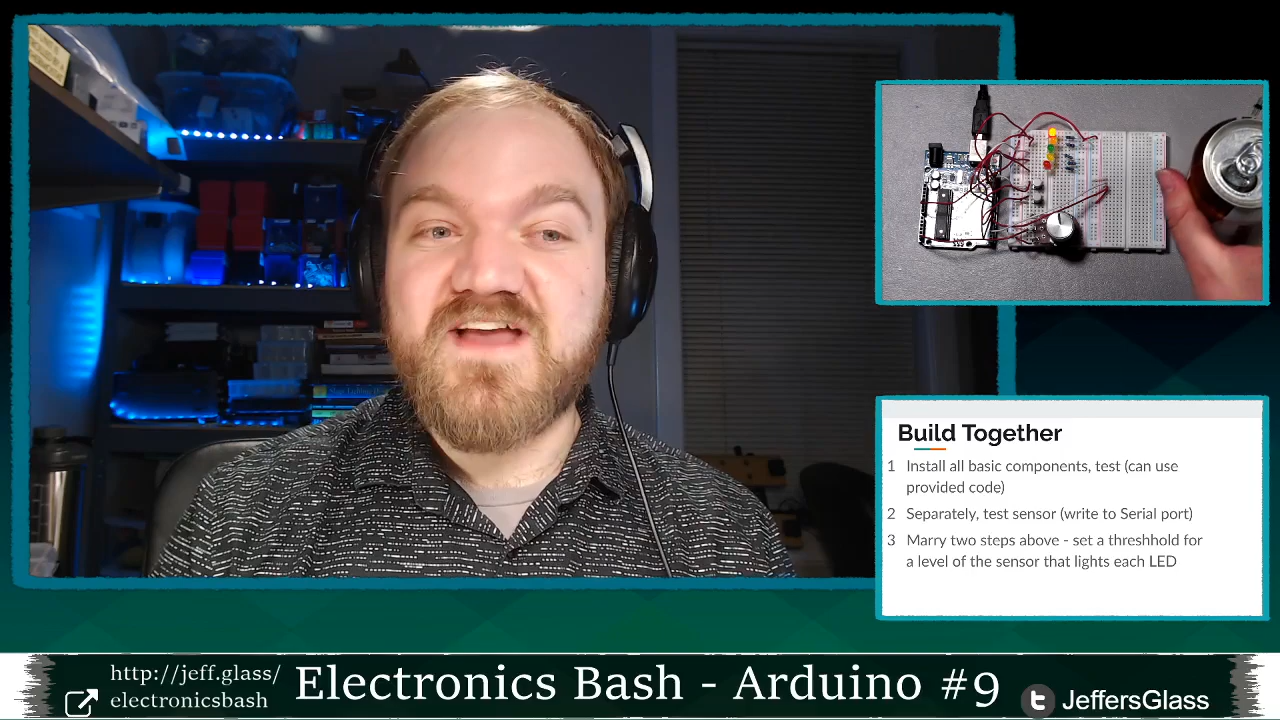 Build Together
1 Install all basic components, test (can use
provided code)
2 Separately, test sensor (write to Serial port)
3 Marry two steps above - set a threshhold for
a level of the sensor that lights each LED
http://jeff.glass/
electronicsbash
Electronics Bash - Arduino #9
JeffersGlass